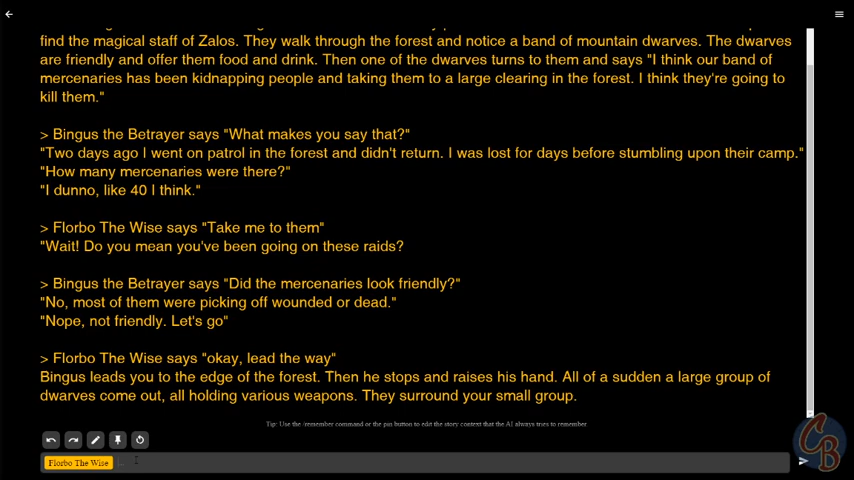 find the magical staff of Zalos. They walk through the forest and notice a band of mountain dwarves. The dwarves
are friendly and offer them food and drink. Then one of the dwarves turns to them and says "I think our band of
mercenaries has been kidnapping people and taking them to a large clearing in the forest. I think they're going to
kill them."
> Bingus the Betrayer says "What makes you say that?"
"Two days ago I went on patrol in the forest and didn't return. I was lost for days before stumbling upon their camp."
"How many mercenaries were there?"
"I dunno, like 40 I think."
> Florbo The Wise says "Take me to them"
"Wait! Do you mean you've been going on these raids?
> Bingus the Betrayer says "Did the mercenaries look friendly?"
"No, most of them were picking off wounded or dead."
"Nope, not friendly. Let's go"
> Florbo The Wise says "okay, lead the way"
Bingus leads you to the edge of the forest. Then he stops and raises his hand. All of a sudden a large group of
dwarves come out, all holding various weapons. They surround your small group.
Tip: Use the /remember command or the pin button to edit the story context that the AI always tries to remember
Florbo The Wise
CB